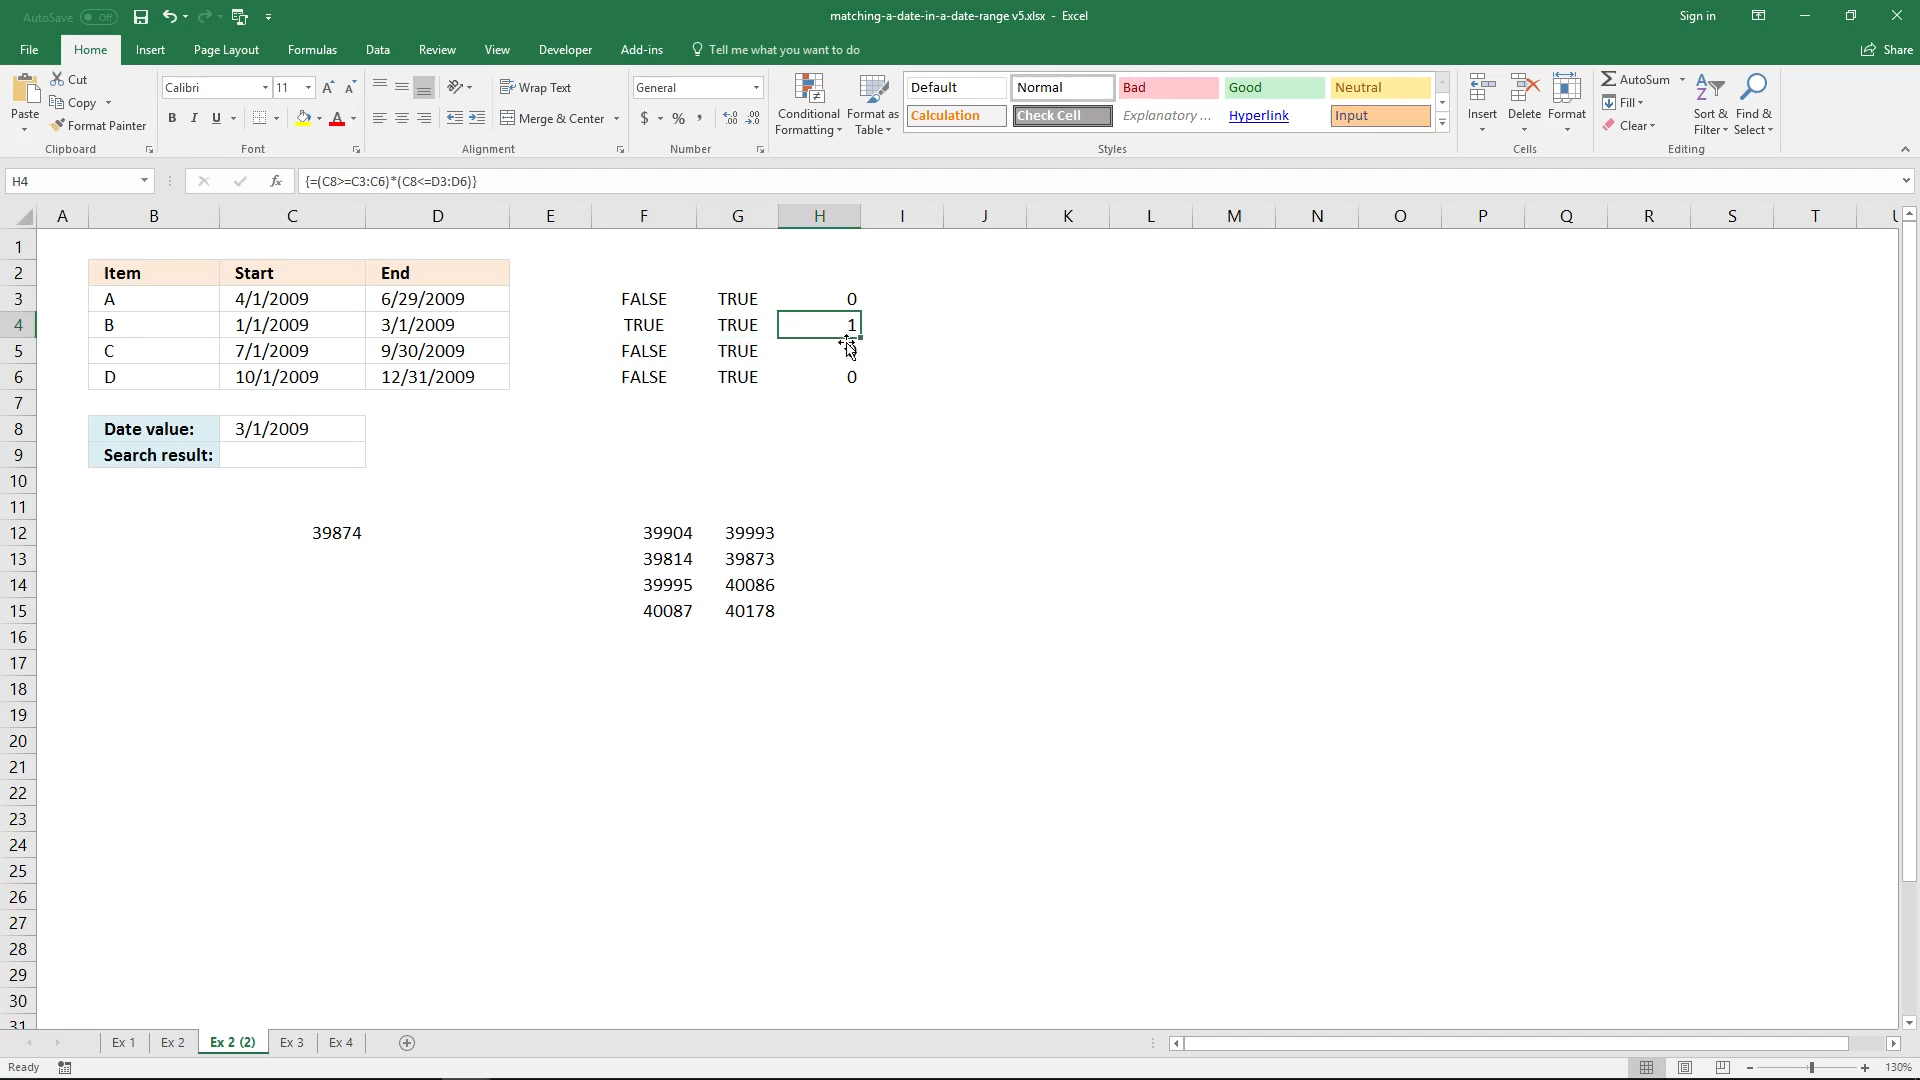 AutoSave Off
matching-a-date-in-a-date-range v5.xlsx - Excel
Sign in
File Home Insert Page Layout Formulas Data Review View Developer Add-ins Tell me what you want to do Share
Paste
Cut
Copy
Format Painter
Clipboard
Calibri 11
B I U
Font
Wrap Text
Merge & Center
Alignment
General
$ % ,
Number
Conditional Formatting
Format as Table
Default Normal Bad Good Neutral
Calculation Check Cell Explanatory ... Hyperlink Input
Styles
Insert Delete Format
Cells
AutoSum
Fill
Clear
Sort & Filter
Find & Select
Editing
H4 fx {=(C8>=C3:C6)*(C8<=D3:D6)}
A B C D E F G H I J K L M N O P Q R S T
1
2 Item Start End
3 A 4/1/2009 6/29/2009 FALSE TRUE 0
4 B 1/1/2009 3/1/2009 TRUE TRUE 1
5 C 7/1/2009 9/30/2009 FALSE TRUE
6 D 10/1/2009 12/31/2009 FALSE TRUE 0
7
8 Date value: 3/1/2009
9 Search result:
10
11
12 39874 39904 39993
13 39814 39873
14 39995 40086
15 40087 40178
16
17
18
19
20
21
22
23
24
25
26
27
28
29
30
31
Ex 1 Ex 2 Ex 2 (2) Ex 3 Ex 4
Ready
130%